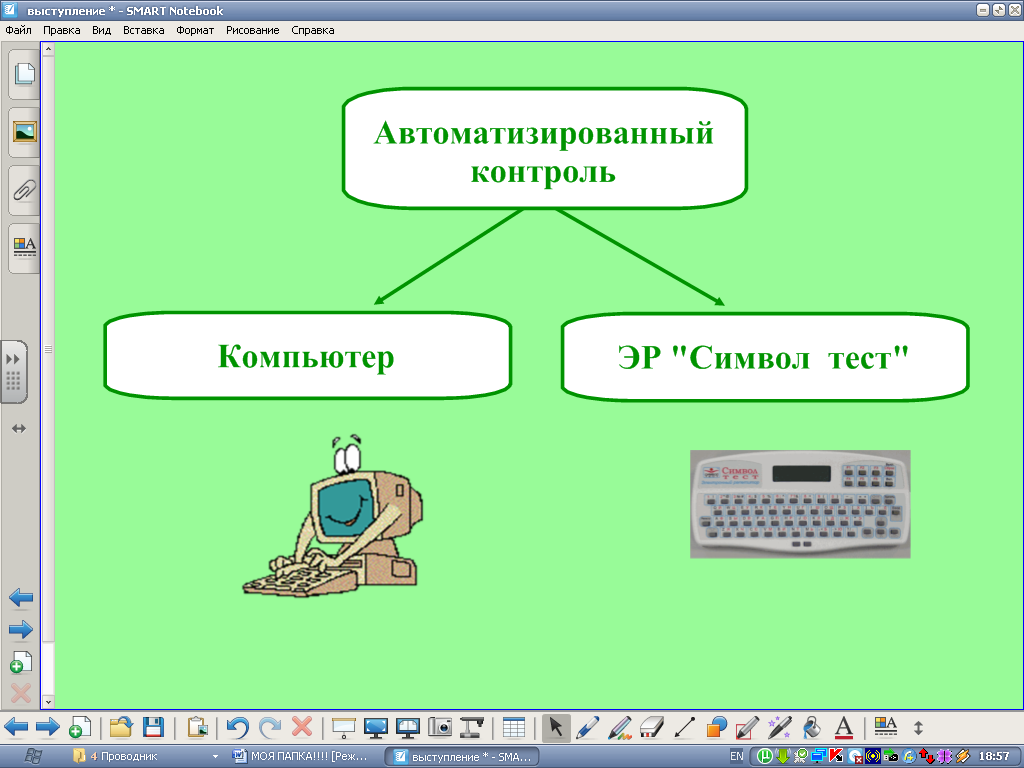 выступление * - SMART Notebook
Файл Правка Вид Вставка Формат Рисование Справка
Автоматизированный
контроль
Компьютер
ЭР "Символ тест"
Символ
ТЕСТ
4 Проводник
МОЯ ПАПКА!!!! [Реж...
выступление * - SMA...
EN
18:57